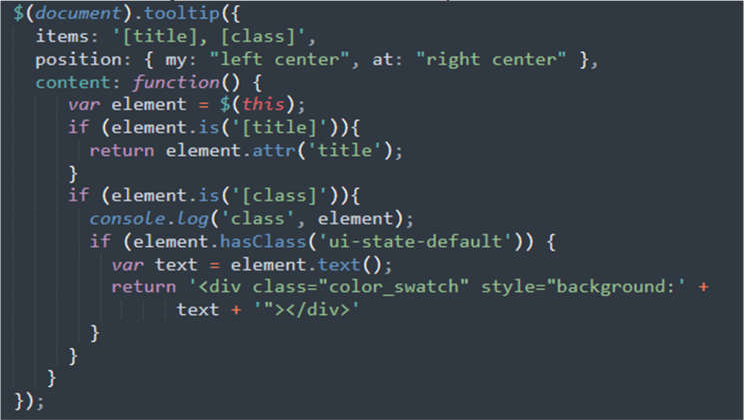 $(document).tooltip({
items: '[title], [class]',
position: { my: "left center", at: "right center" },
content: function() {
var element = $(this);
if (element.is('[title]')){
return element.attr('title');
}
if (element.is('[class]')){
console.log('class', element);
if (element.hasClass('ui-state-default')) {
var text = element.text();
return '<div class="color_swatch" style="background:' +
text + '"></div>'
}
}
}
});